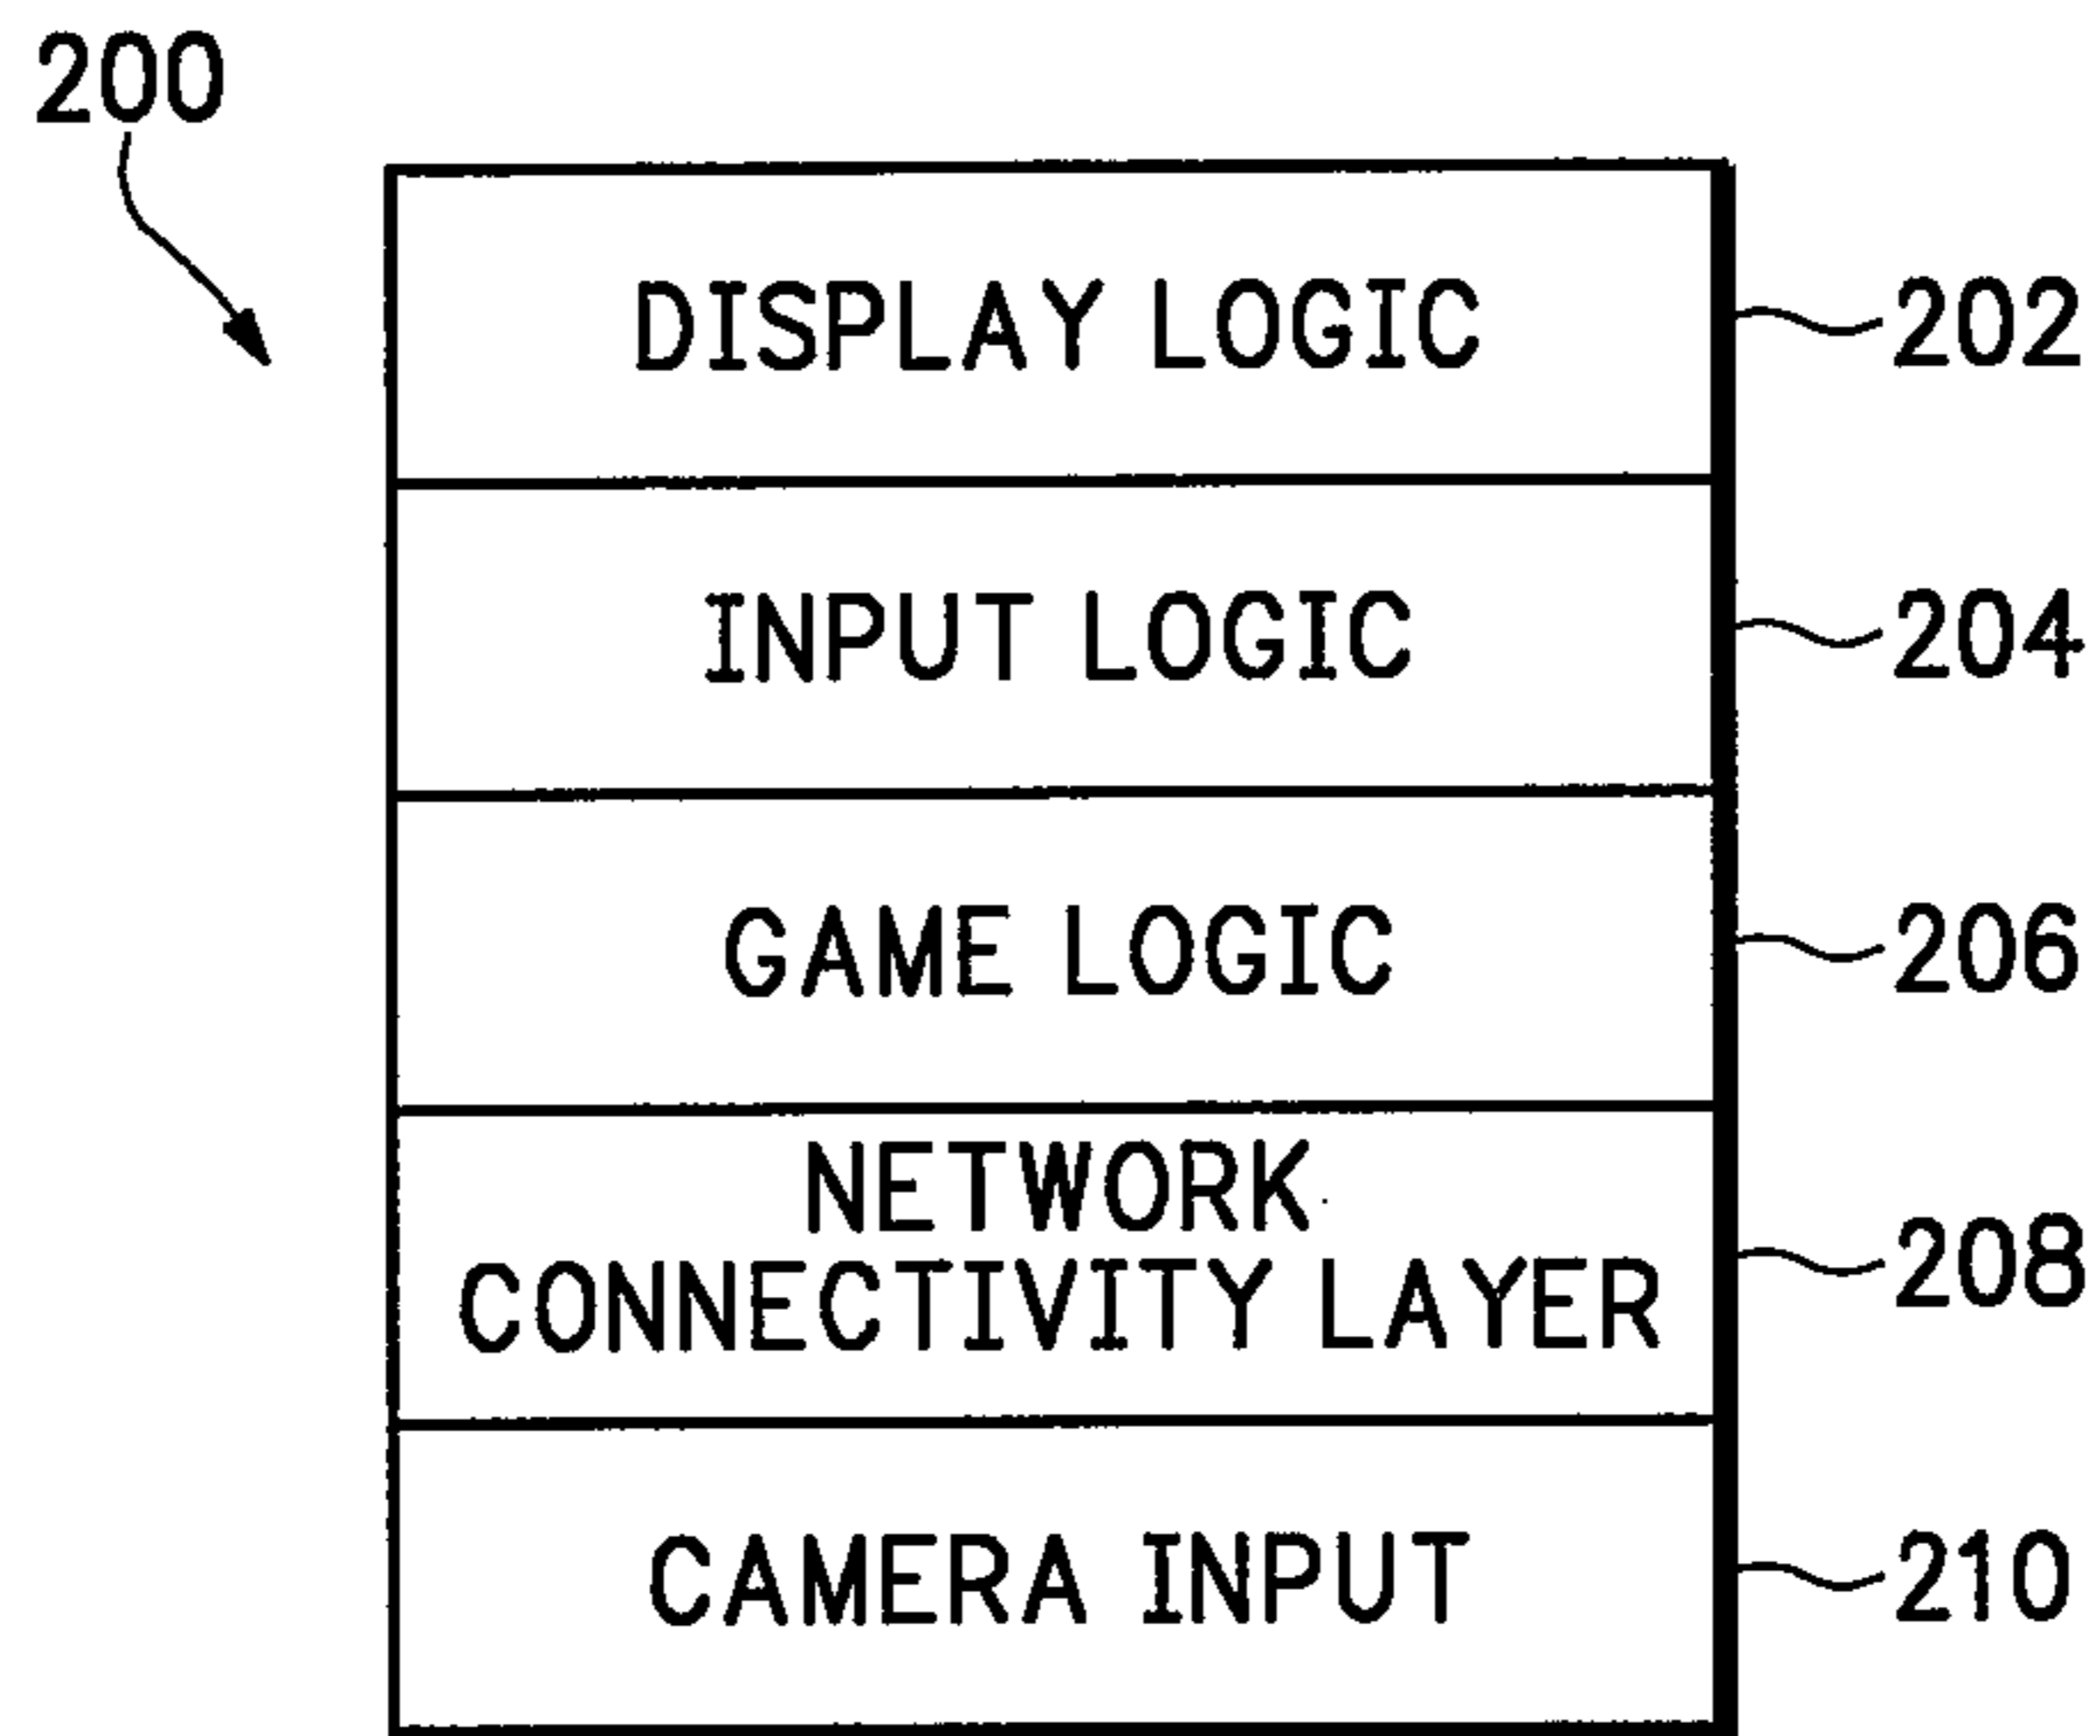 200
DISPLAY LOGIC
202
INPUT LOGIC
204
GAME LOGIC
206
NETWORK
CONNECTIVITY LAYER
208
CAMERA INPUT
210